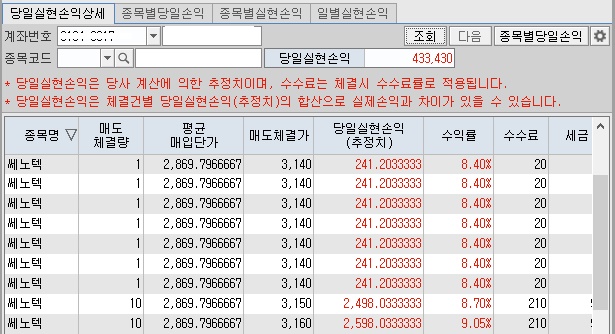 당일실현손익상세 종목별당일손익 종목별실현손익 일별실현손익
계좌번호 조회 다음 종목별당일손익
종목코드 당일실현손익 433,430
* 당일실현손익은 당사 계산에 의한 추정치이며, 수수료는 체결시 수수료률로 적용됩니다.
* 당일실현손익은 체결건별 당일실현손익(추정치)의 합산으로 실제손익과 차이가 있을 수 있습니다.
종목명 ▽ 매도 체결량 평균 매입단가 매도체결가 당일실현손익 (추정치) 수익률 수수료 세금
쎄노텍 1 2,869.7966667 3,140 241.2033333 8.40% 20
쎄노텍 1 2,869.7966667 3,140 241.2033333 8.40% 20
쎄노텍 1 2,869.7966667 3,140 241.2033333 8.40% 20
쎄노텍 1 2,869.7966667 3,140 241.2033333 8.40% 20
쎄노텍 1 2,869.7966667 3,140 241.2033333 8.40% 20
쎄노텍 1 2,869.7966667 3,140 241.2033333 8.40% 20
쎄노텍 1 2,869.7966667 3,140 241.2033333 8.40% 20
쎄노텍 10 2,869.7966667 3,150 2,498.0333333 8.70% 210
쎄노텍 10 2,869.7966667 3,160 2,598.0333333 9.05% 210